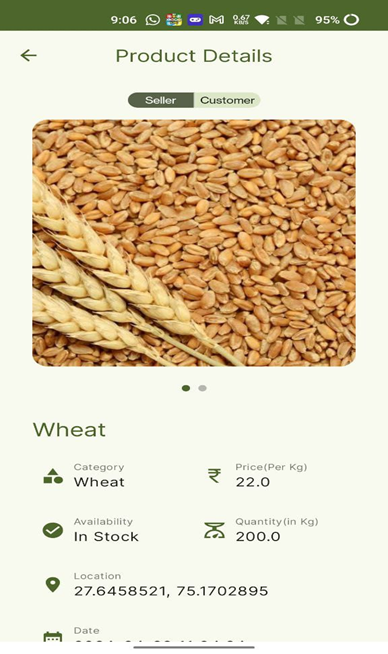 9:06 0.67 KB/S 95%
Product Details
Seller Customer
Wheat
Category Price(Per Kg)
Wheat ₹ 22.0
Availability Quantity(in Kg)
In Stock 200.0
Location
27.6458521, 75.1702895
Date